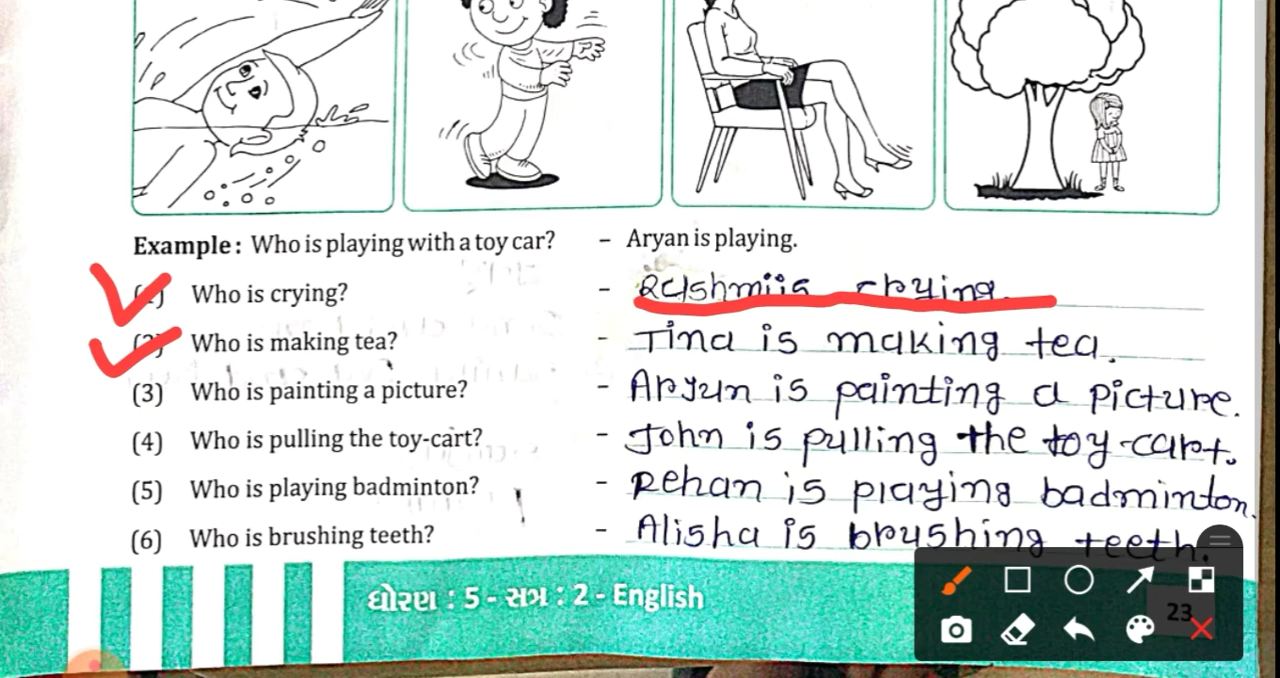 Example: Who is playing with a toy car? - Aryan is playing.
Who is crying? - Rashmi is crying.
Who is making tea? - Tina is making tea.
(3) Who is painting a picture? - Aryun is painting a picture.
(4) Who is pulling the toy-cart? - John is pulling the toy-cart.
(5) Who is playing badminton? - Rehan is playing badminton.
(6) Who is brushing teeth? - Alisha is brushing teeth.
ધોરણ : 5 - સત્ર : 2 - English
23